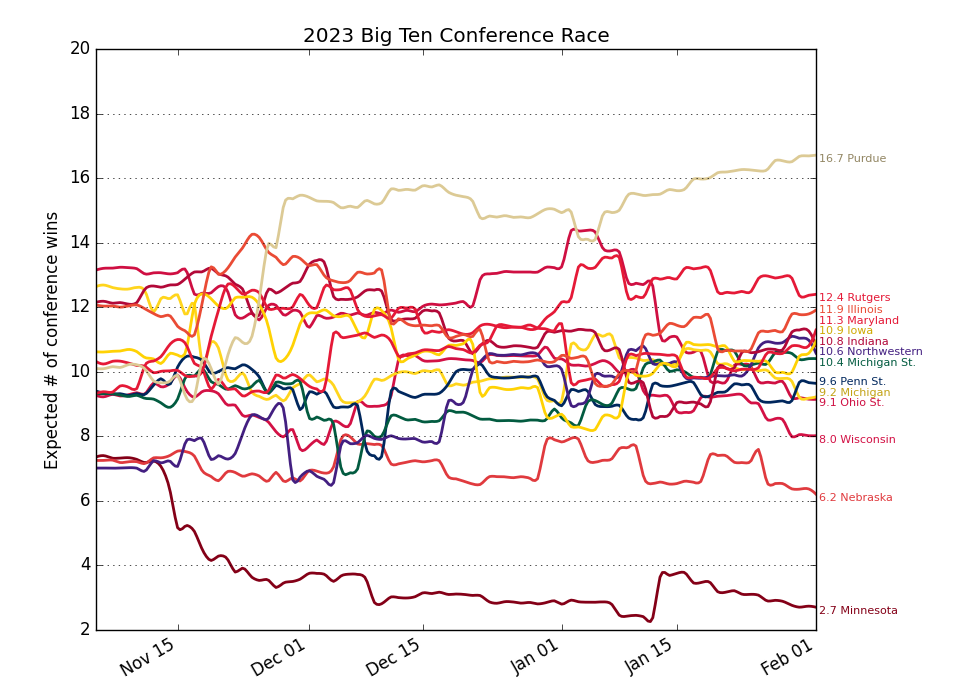 2023 Big Ten Conference Race
Expected # of conference wins
20
18
16
14
12
10
8
6
4
2
Nov 15
Dec 01
Dec 15
Jan 01
Jan 15
Feb 01
16.7 Purdue
12.4 Rutgers
11.9 Illinois
11.3 Maryland
10.9 Iowa
10.8 Indiana
10.6 Northwestern
10.4 Michigan St.
9.6 Penn St.
9.2 Michigan
9.1 Ohio St.
8.0 Wisconsin
6.2 Nebraska
2.7 Minnesota